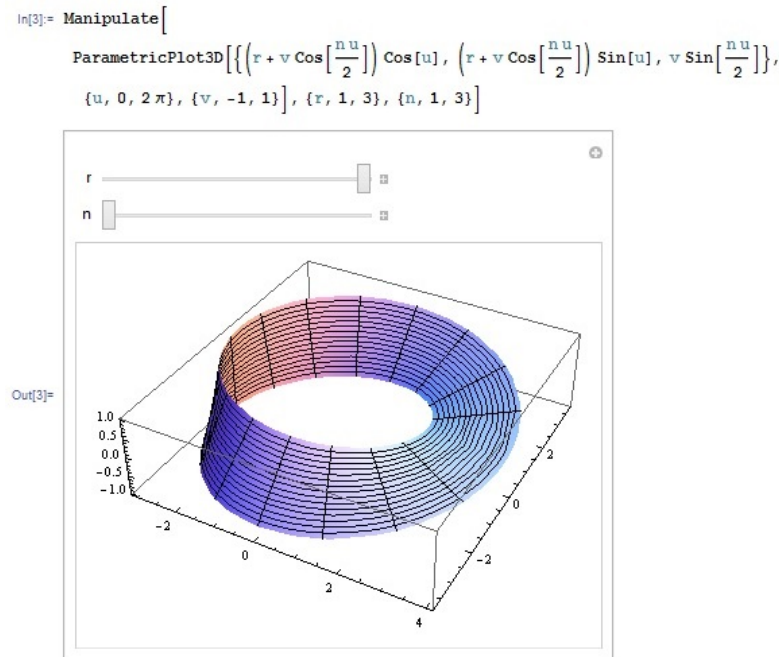 In[3]:= Manipulate[
ParametricPlot3D[{(r + v Cos[n u/2]) Cos[u], (r + v Cos[n u/2]) Sin[u], v Sin[n u/2]},
{u, 0, 2 π}, {v, -1, 1}], {r, 1, 3}, {n, 1, 3}]
r
n
Out[3]=
1.0
0.5
0.0
-0.5
-1.0
-2
0
2
4
-2
0
2